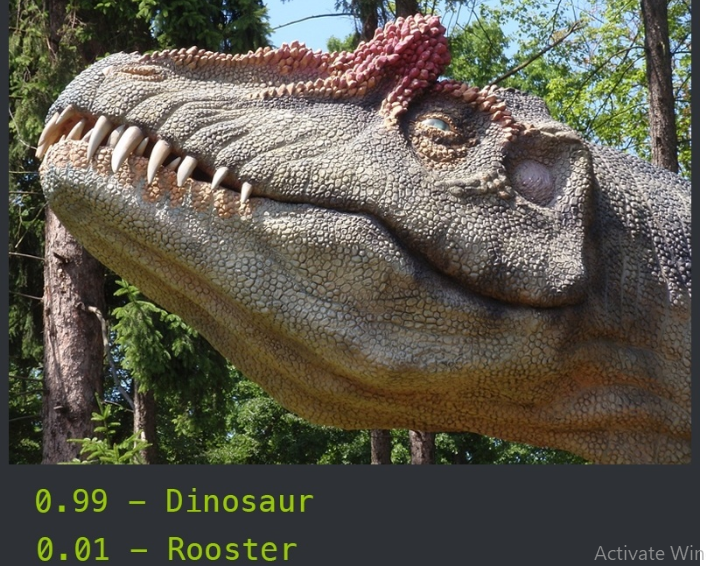 0.99 – Dinosaur
0.01 – Rooster
Activate Win